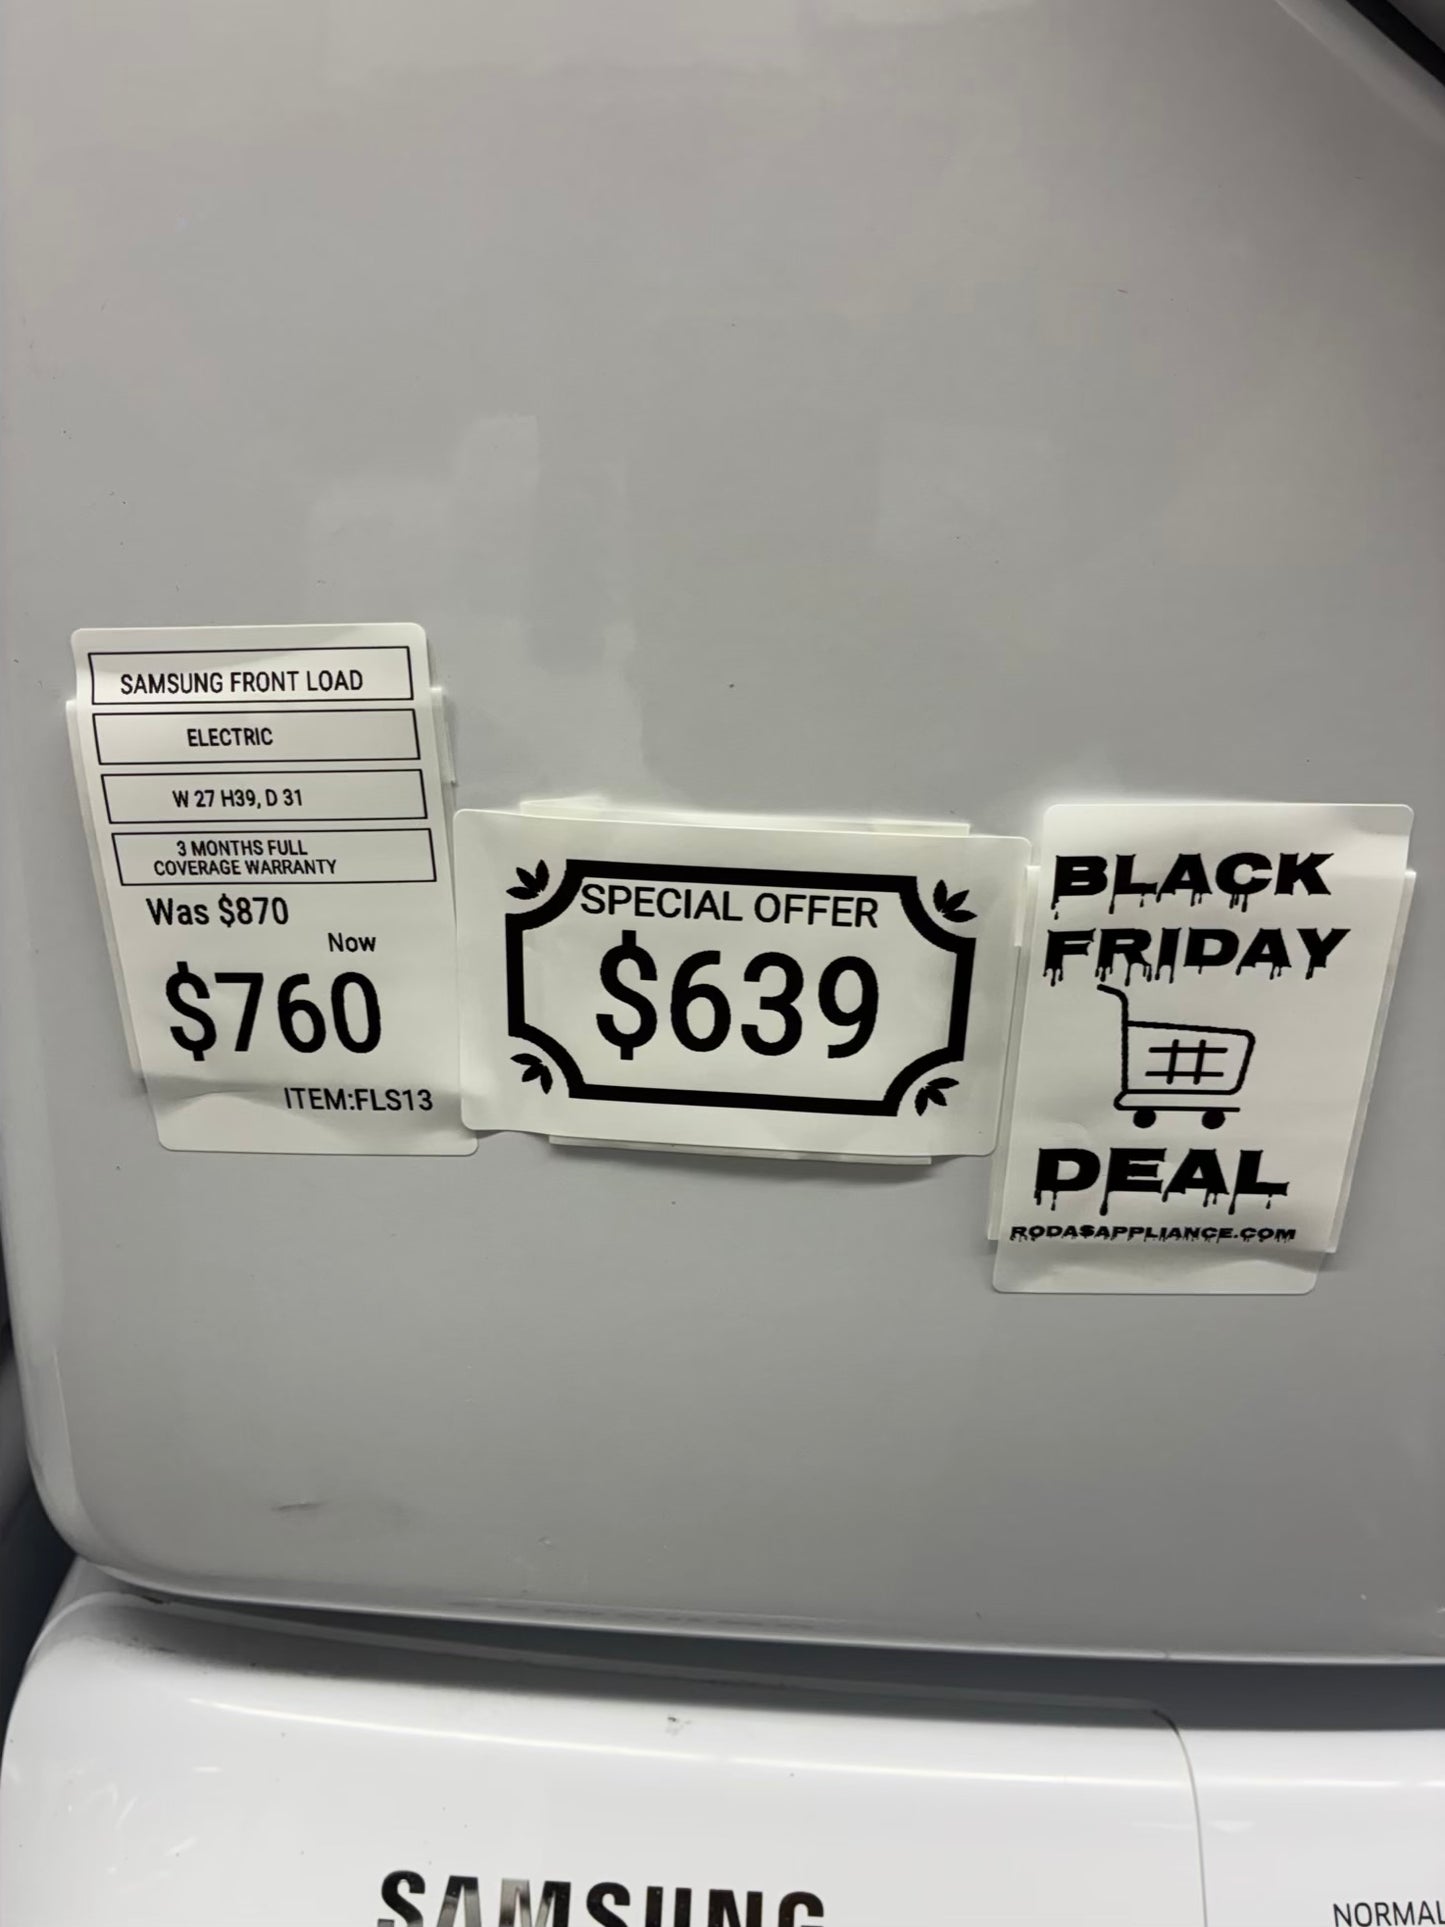 SAMSUNG FRONT LOAD
ELECTRIC
W 27 H39, D 31
3 MONTHS FULL
COVERAGE WARRANTY
Was $870
Now
$760
ITEM:FLS13
SPECIAL OFFER
$639
BLACK
FRIDAY
DEAL
RODASAPPLIANCE.COM
SAMSUNG
NORMAL